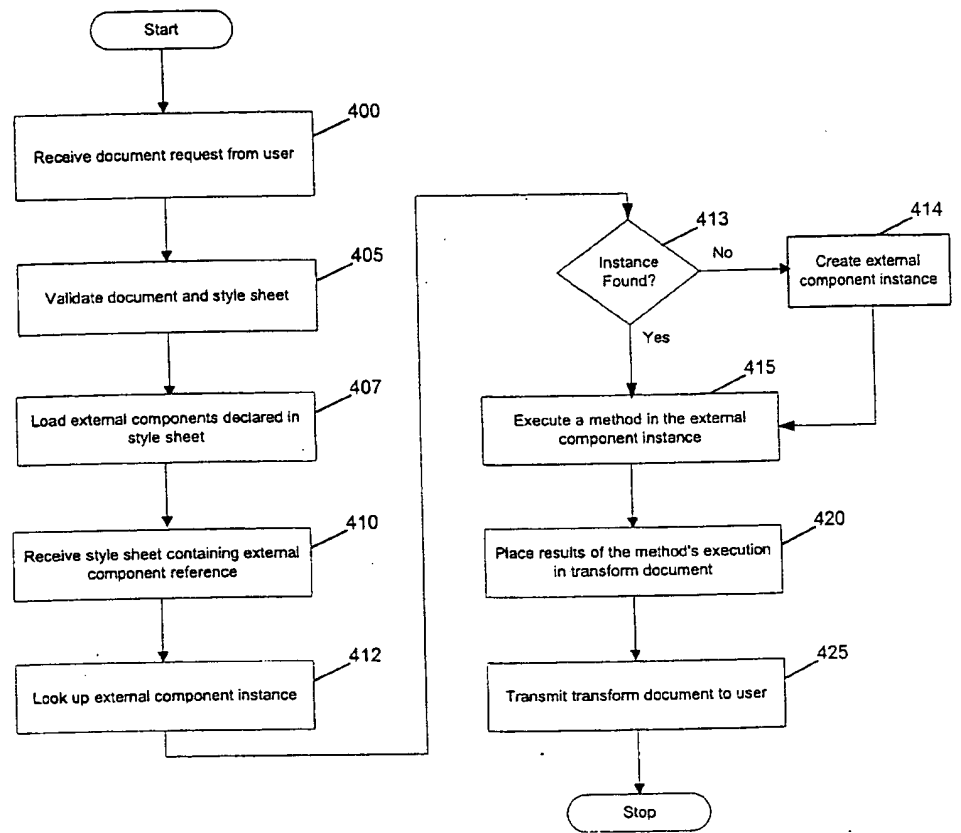 Start
400
Receive document request from user
405
Validate document and style sheet
407
Load external components declared in
style sheet
410
Receive style sheet containing external
component reference
412
Look up external component instance
413
Instance
Found?
No
Yes
414
Create external
component instance
415
Execute a method in the external
component instance
420
Place results of the method's execution
in transform document
425
Transmit transform document to user
Stop